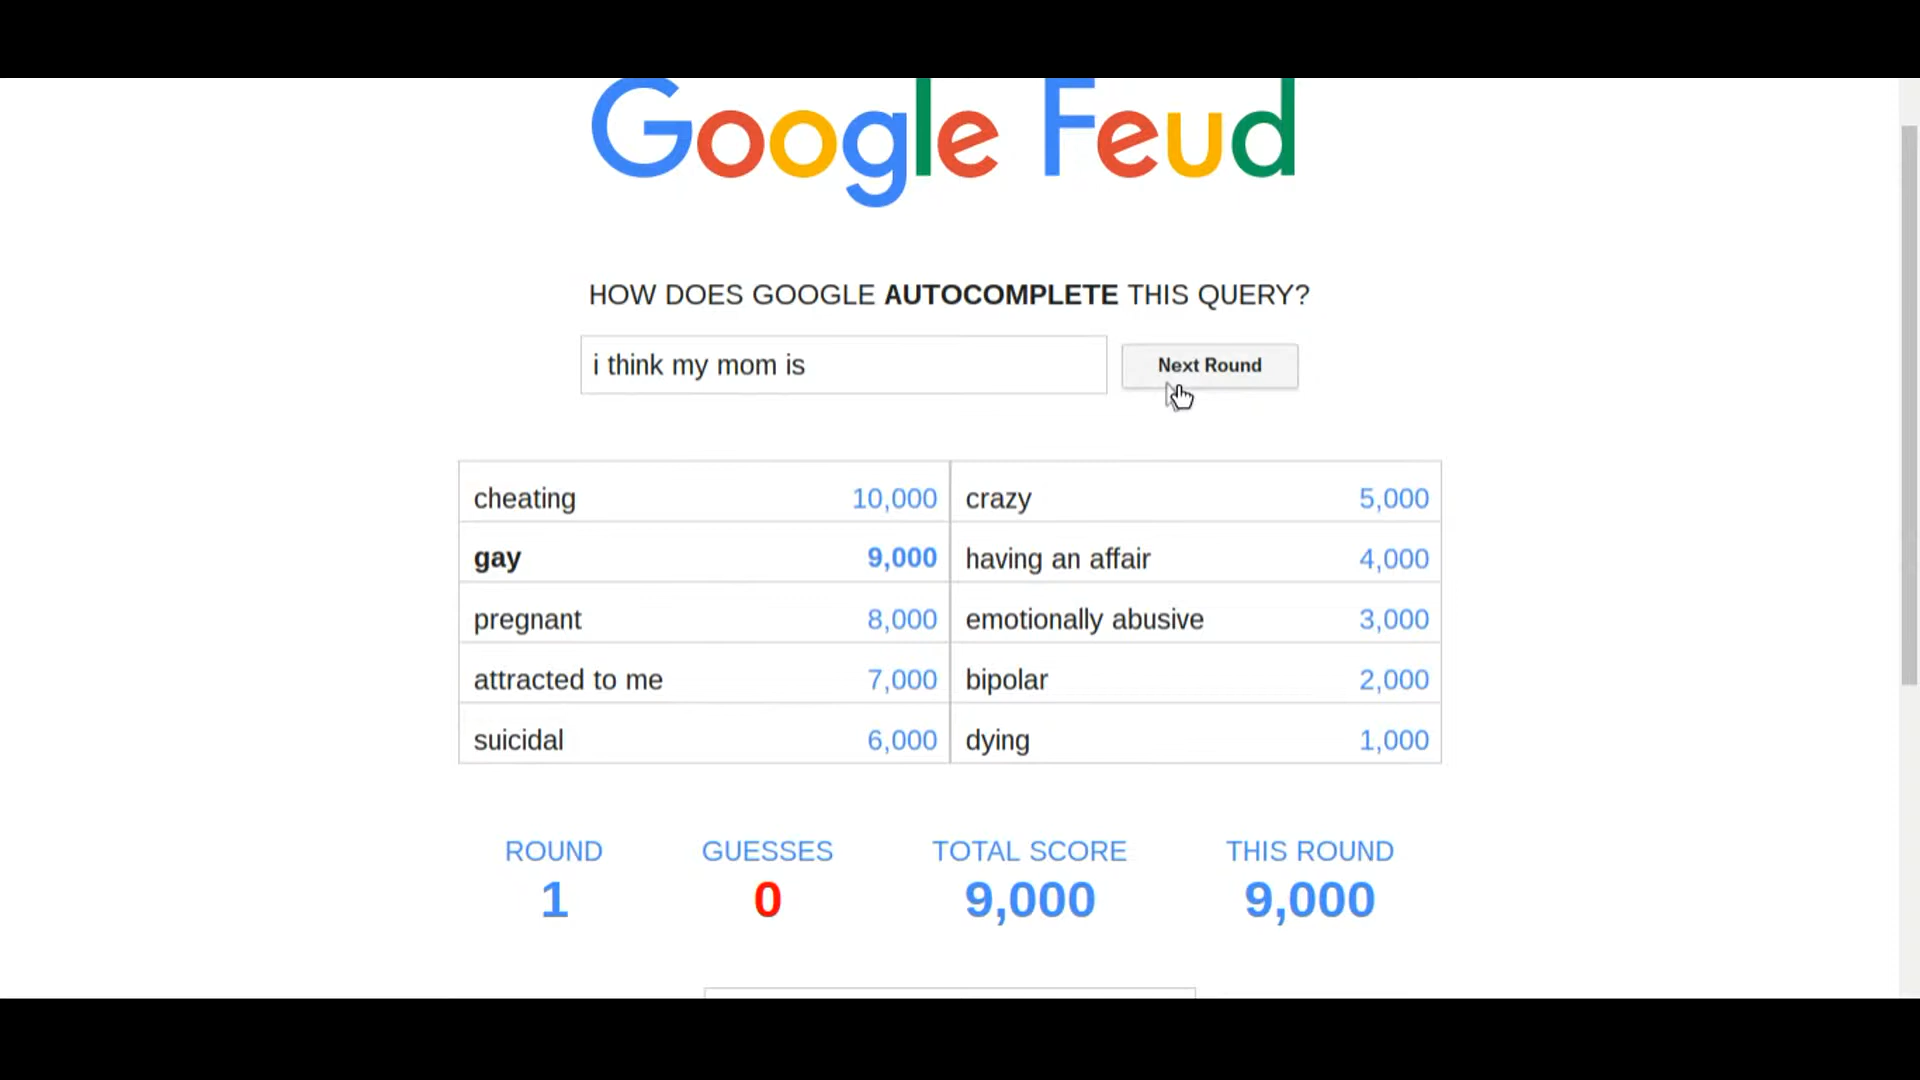 Google Feud
HOW DOES GOOGLE AUTOCOMPLETE THIS QUERY?
i think my mom is
Next Round
cheating 10,000 crazy 5,000
gay 9,000 having an affair 4,000
pregnant 8,000 emotionally abusive 3,000
attracted to me 7,000 bipolar 2,000
suicidal 6,000 dying 1,000
ROUND GUESSES TOTAL SCORE THIS ROUND
1 0 9,000 9,000